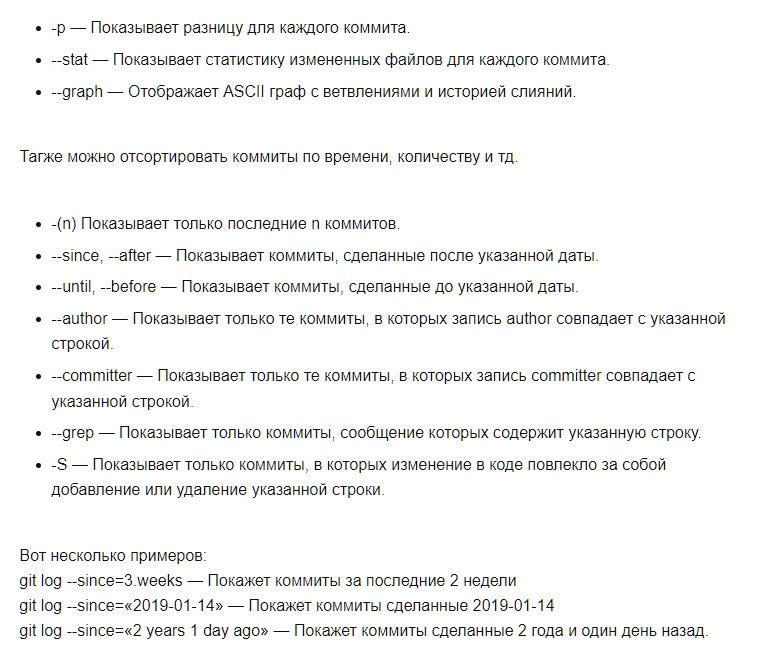 -p — Показывает разницу для каждого коммита.
--stat — Показывает статистику измененных файлов для каждого коммита.
--graph — Отображает ASCII граф с ветвлениями и историей слияний.
Тагже можно отсортировать коммиты по времени, количеству и тд.
-(n) Показывает только последние n коммитов.
--since, --after — Показывает коммиты, сделанные после указанной даты.
--until, --before — Показывает коммиты, сделанные до указанной даты.
--author — Показывает только те коммиты, в которых запись author совпадает с указанной
строкой.
--committer — Показывает только те коммиты, в которых запись committer совпадает с
указанной строкой.
--grep — Показывает только коммиты, сообщение которых содержит указанную строку.
-S — Показывает только коммиты, в которых изменение в коде повлекло за собой
добавление или удаление указанной строки.
Вот несколько примеров:
git log --since=3.weeks — Покажет коммиты за последние 2 недели
git log --since=«2019-01-14» — Покажет коммиты сделанные 2019-01-14
git log --since=«2 years 1 day ago» — Покажет коммиты сделанные 2 года и один день назад.